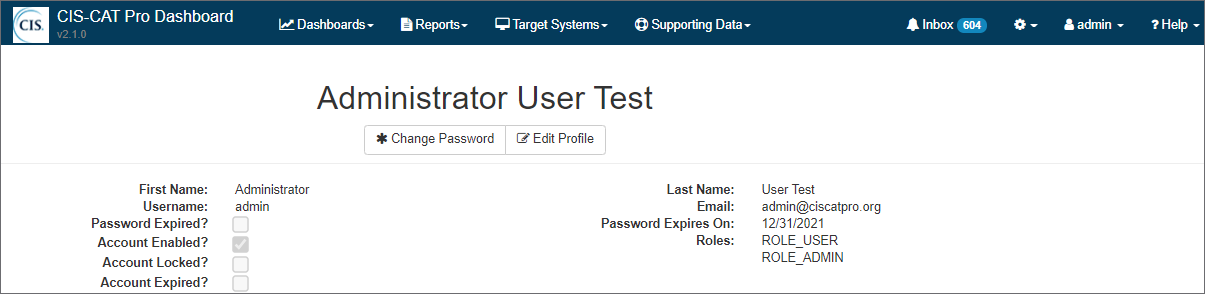 CIS. CIS-CAT Pro Dashboard
v2.1.0
Dashboards Reports Target Systems Supporting Data Inbox 604 admin ? Help
Administrator User Test
✱ Change Password Edit Profile
First Name: Administrator
Username: admin
Password Expired?
Account Enabled?
Account Locked?
Account Expired?
Last Name: User Test
Email: admin@ciscatpro.org
Password Expires On: 12/31/2021
Roles: ROLE_USER
ROLE_ADMIN